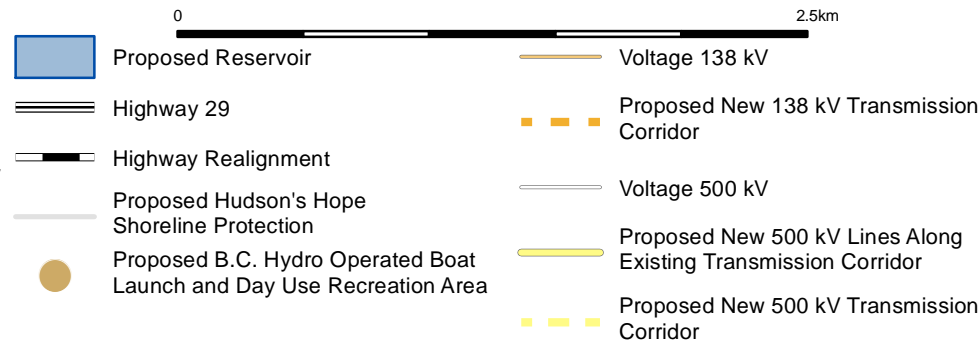 0 2.5km
Proposed Reservoir
Highway 29
Highway Realignment
Proposed Hudson's Hope
Shoreline Protection
Proposed B.C. Hydro Operated Boat
Launch and Day Use Recreation Area
Voltage 138 kV
Proposed New 138 kV Transmission
Corridor
Voltage 500 kV
Proposed New 500 kV Lines Along
Existing Transmission Corridor
Proposed New 500 kV Transmission
Corridor